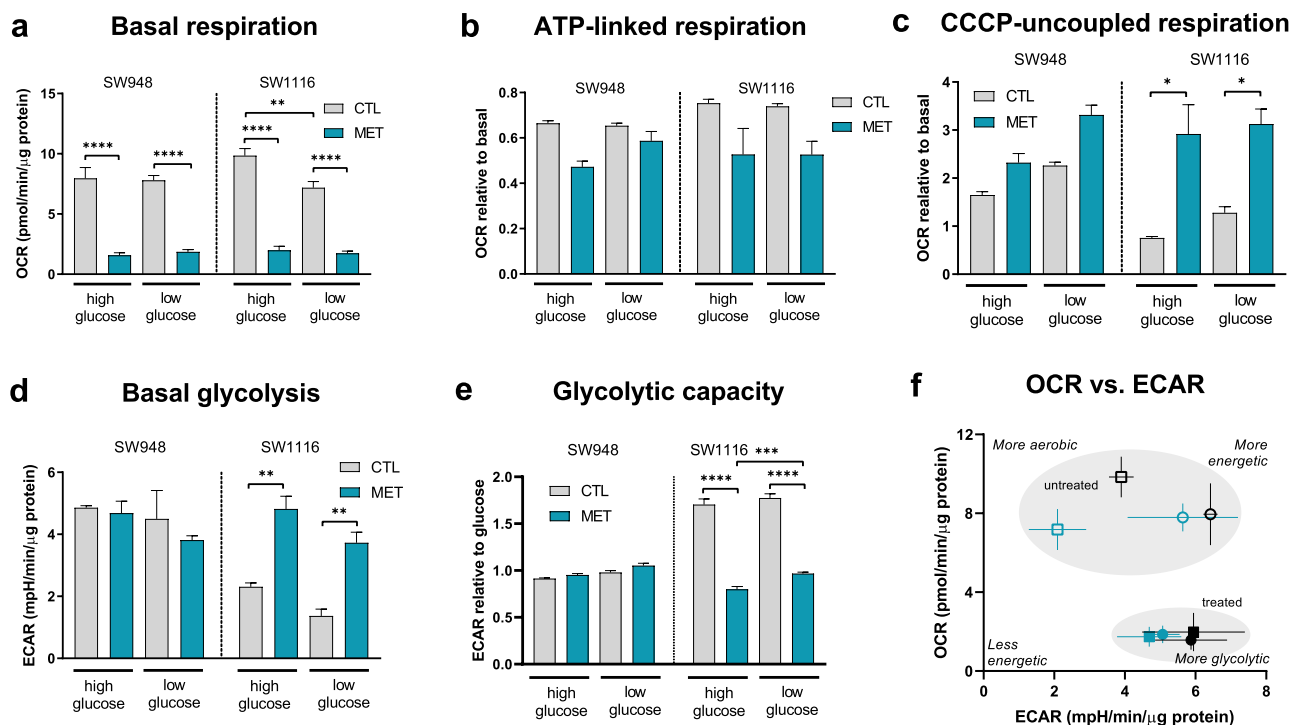 a Basal respiration
SW948 SW1116
OCR (pmol/min/µg protein)
15
10
5
0
**** **** ** **** ****
CTL
MET
high glucose
low glucose
high glucose
low glucose
b ATP-linked respiration
SW948 SW1116
OCR relative to basal
0.8
0.6
0.4
0.2
0.0
CTL
MET
high glucose
low glucose
high glucose
low glucose
c CCCP-uncoupled respiration
SW948 SW1116
OCR realative to basal
4
3
2
1
0
CTL
MET
* *
high glucose
low glucose
high glucose
low glucose
d Basal glycolysis
SW948 SW1116
ECAR (mpH/min/µg protein)
6
4
2
0
** **
CTL
MET
high glucose
low glucose
high glucose
low glucose
e Glycolytic capacity
SW948 SW1116
ECAR relative to glucose
2.0
1.5
1.0
0.5
0.0
CTL
MET
**** *** ****
high glucose
low glucose
high glucose
low glucose
f OCR vs. ECAR
OCR (pmol/min/µg protein)
12
8
4
0
More aerobic
More energetic
untreated
treated
Less energetic
More glycolytic
0 2 4 6 8
ECAR (mpH/min/µg protein)